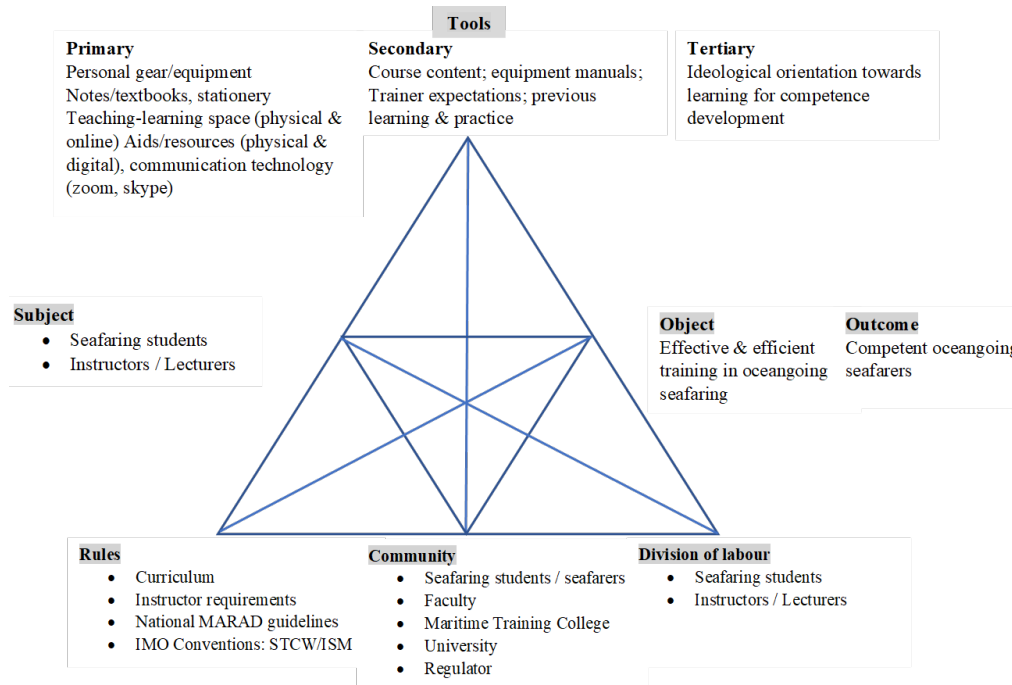 Tools
Primary
Personal gear/equipment
Notes/textbooks, stationery
Teaching-learning space (physical &
online) Aids/resources (physical &
digital), communication technology
(zoom, skype)
Secondary
Course content; equipment manuals;
Trainer expectations; previous
learning & practice
Tertiary
Ideological orientation towards
learning for competence
development
Subject
• Seafaring students
• Instructors / Lecturers
Object
Effective & efficient
training in oceangoing
seafaring
Outcome
Competent oceangoing
seafarers
Rules
• Curriculum
• Instructor requirements
• National MARAD guidelines
• IMO Conventions: STCW/ISM
Community
• Seafaring students / seafarers
• Faculty
• Maritime Training College
• University
• Regulator
Division of labour
• Seafaring students
• Instructors / Lecturers